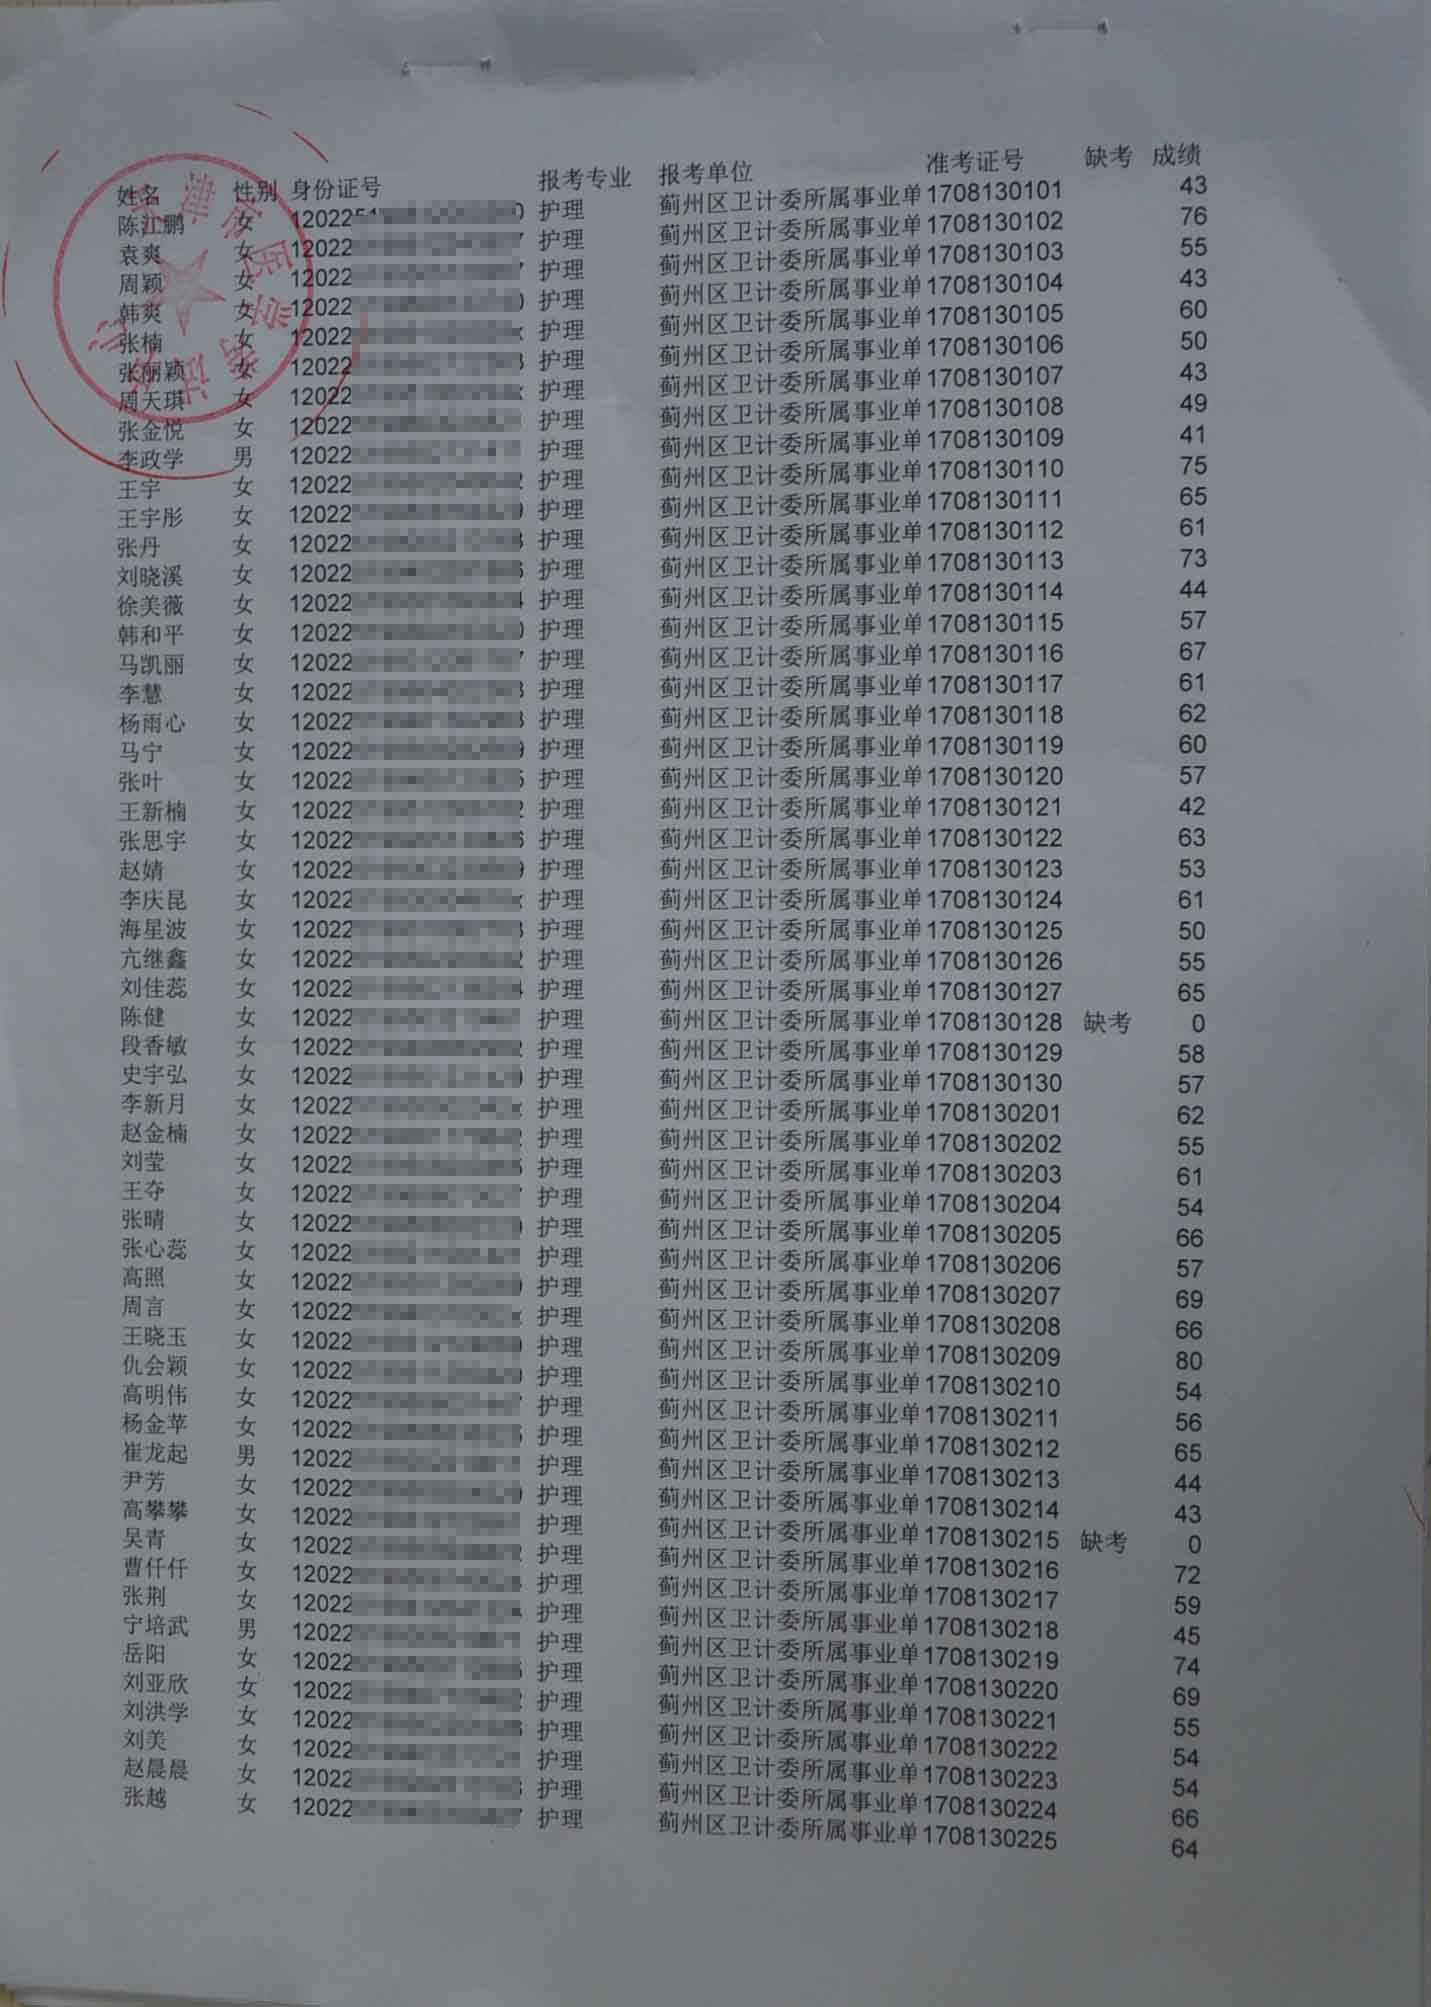 姓名 性别 身份证号 报考专业 报考单位 准考证号 缺考 成绩
陈江鹏 女 12022 护理 蓟州区卫计委所属事业单 1708130101 43
袁爽 女 12022 护理 蓟州区卫计委所属事业单 1708130102 76
周颖 女 12022 护理 蓟州区卫计委所属事业单 1708130103 55
韩爽 女 12022 护理 蓟州区卫计委所属事业单 1708130104 43
张楠 女 12022 护理 蓟州区卫计委所属事业单 1708130105 60
张丽颖 女 12022 护理 蓟州区卫计委所属事业单 1708130106 50
周天琪 女 12022 护理 蓟州区卫计委所属事业单 1708130107 43
张金悦 女 12022 护理 蓟州区卫计委所属事业单 1708130108 49
李政学 男 12022 护理 蓟州区卫计委所属事业单 1708130109 41
王宇 女 12022 护理 蓟州区卫计委所属事业单 1708130110 75
王宇彤 女 12022 护理 蓟州区卫计委所属事业单 1708130111 65
张丹 女 12022 护理 蓟州区卫计委所属事业单 1708130112 61
刘晓溪 女 12022 护理 蓟州区卫计委所属事业单 1708130113 73
徐美薇 女 12022 护理 蓟州区卫计委所属事业单 1708130114 44
韩和平 女 12022 护理 蓟州区卫计委所属事业单 1708130115 57
马凯丽 女 12022 护理 蓟州区卫计委所属事业单 1708130116 67
李慧 女 12022 护理 蓟州区卫计委所属事业单 1708130117 61
杨雨心 女 12022 护理 蓟州区卫计委所属事业单 1708130118 62
马宁 女 12022 护理 蓟州区卫计委所属事业单 1708130119 60
张叶 女 12022 护理 蓟州区卫计委所属事业单 1708130120 57
王新楠 女 12022 护理 蓟州区卫计委所属事业单 1708130121 42
张思宇 女 12022 护理 蓟州区卫计委所属事业单 1708130122 63
赵婧 女 12022 护理 蓟州区卫计委所属事业单 1708130123 53
李庆昆 女 12022 护理 蓟州区卫计委所属事业单 1708130124 61
海星波 女 12022 护理 蓟州区卫计委所属事业单 1708130125 50
亢继鑫 女 12022 护理 蓟州区卫计委所属事业单 1708130126 55
刘佳蕊 女 12022 护理 蓟州区卫计委所属事业单 1708130127 65
陈健 女 12022 护理 蓟州区卫计委所属事业单 1708130128 缺考 0
段香敏 女 12022 护理 蓟州区卫计委所属事业单 1708130129 58
史宇弘 女 12022 护理 蓟州区卫计委所属事业单 1708130130 57
李新月 女 12022 护理 蓟州区卫计委所属事业单 1708130201 62
赵金楠 女 12022 护理 蓟州区卫计委所属事业单 1708130202 55
刘莹 女 12022 护理 蓟州区卫计委所属事业单 1708130203 61
王夺 女 12022 护理 蓟州区卫计委所属事业单 1708130204 54
张晴 女 12022 护理 蓟州区卫计委所属事业单 1708130205 66
张心蕊 女 12022 护理 蓟州区卫计委所属事业单 1708130206 57
高照 女 12022 护理 蓟州区卫计委所属事业单 1708130207 69
周言 女 12022 护理 蓟州区卫计委所属事业单 1708130208 66
王晓玉 女 12022 护理 蓟州区卫计委所属事业单 1708130209 80
仇会颖 女 12022 护理 蓟州区卫计委所属事业单 1708130210 54
高明伟 女 12022 护理 蓟州区卫计委所属事业单 1708130211 56
杨金苹 女 12022 护理 蓟州区卫计委所属事业单 1708130212 65
崔龙起 男 12022 护理 蓟州区卫计委所属事业单 1708130213 44
尹芳 女 12022 护理 蓟州区卫计委所属事业单 1708130214 43
高攀攀 女 12022 护理 蓟州区卫计委所属事业单 1708130215 缺考 0
吴青 女 12022 护理 蓟州区卫计委所属事业单 1708130216 72
曹仟仟 女 12022 护理 蓟州区卫计委所属事业单 1708130217 59
张荆 女 12022 护理 蓟州区卫计委所属事业单 1708130218 45
宁培武 男 12022 护理 蓟州区卫计委所属事业单 1708130219 74
岳阳 女 12022 护理 蓟州区卫计委所属事业单 1708130220 69
刘亚欣 女 12022 护理 蓟州区卫计委所属事业单 1708130221 55
刘洪学 女 12022 护理 蓟州区卫计委所属事业单 1708130222 54
刘美 女 12022 护理 蓟州区卫计委所属事业单 1708130223 54
赵晨晨 女 12022 护理 蓟州区卫计委所属事业单 1708130224 66
张越 女 12022 护理 蓟州区卫计委所属事业单 1708130225 64